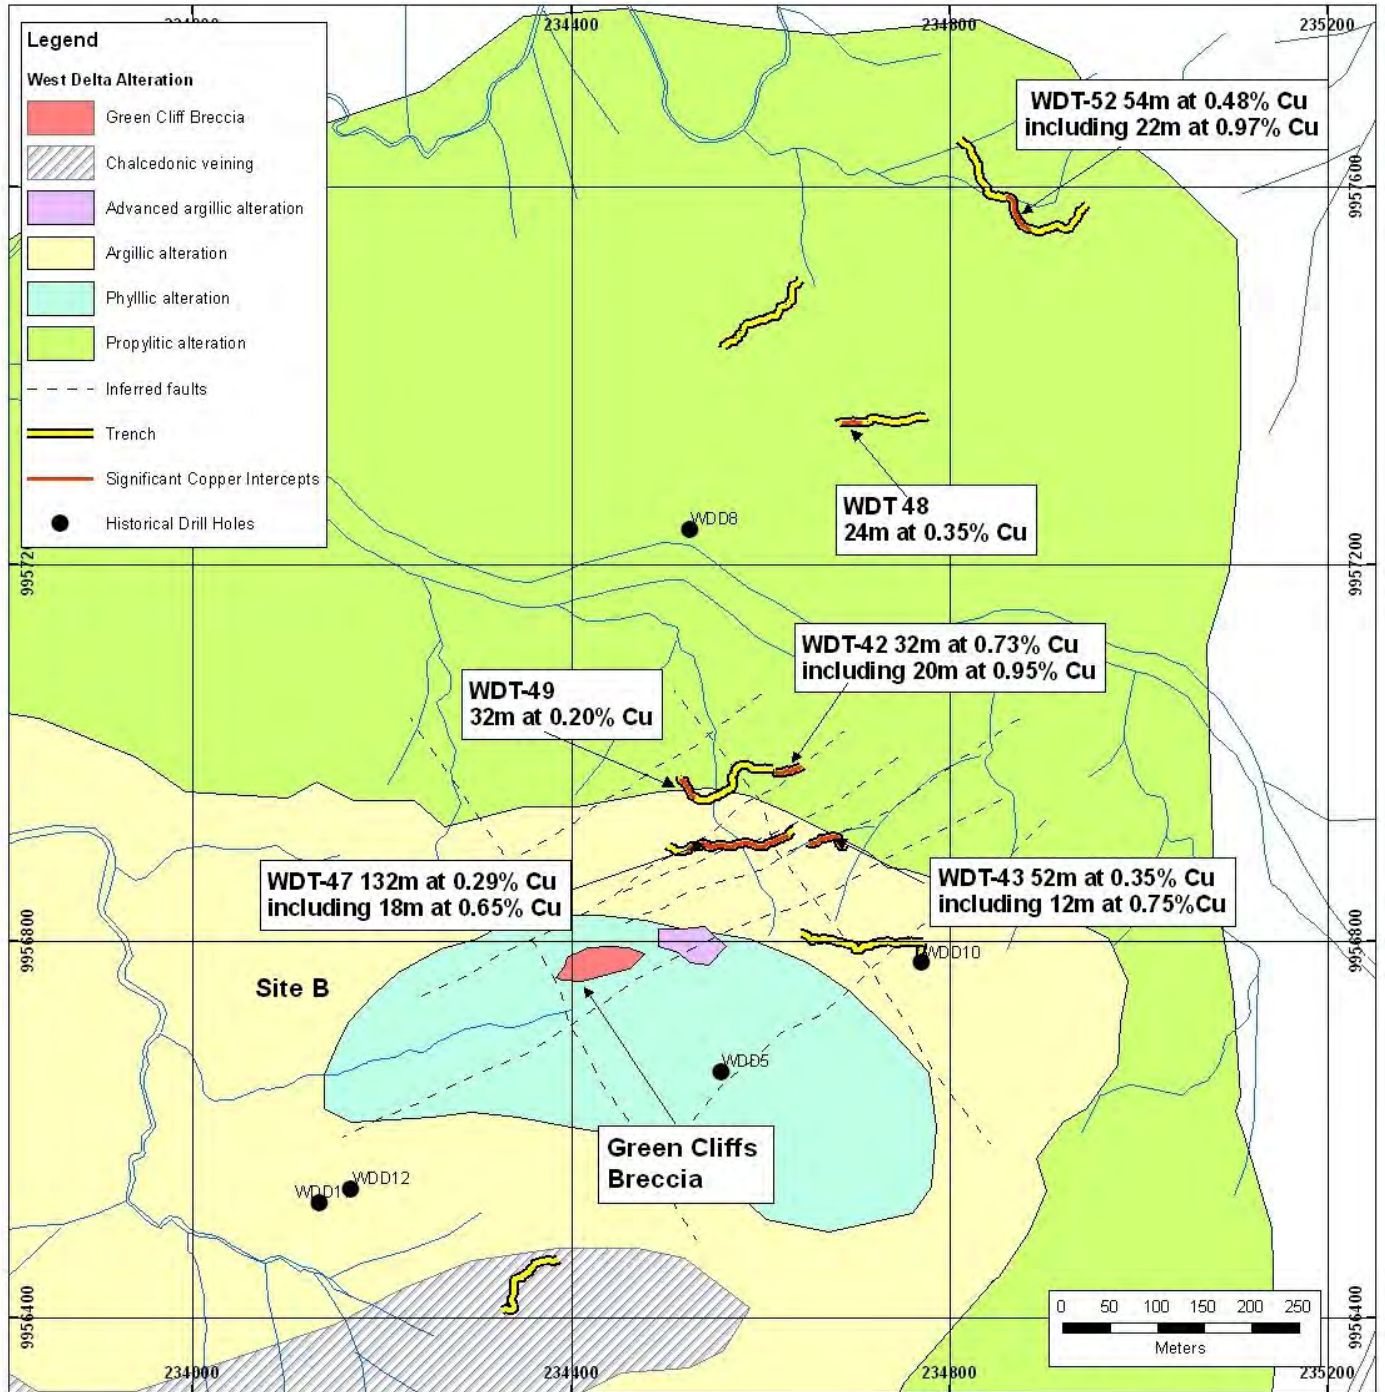 234400
234800
235200
Legend
West Delta Alteration
Green Cliff Breccia
Chalcedonic veining
Advanced argillic alteration
Argillic alteration
Phylllic alteration
Propylitic alteration
Inferred faults
Trench
Significant Copper Intercepts
Historical Drill Holes
WDT-52 54m at 0.48% Cu
including 22m at 0.97% Cu
9957600
WDT 48
24m at 0.35% Cu
WDD8
9957200
WDT-42 32m at 0.73% Cu
including 20m at 0.95% Cu
WDT-49
32m at 0.20% Cu
WDT-47 132m at 0.29% Cu
including 18m at 0.65% Cu
WDT-43 52m at 0.35% Cu
including 12m at 0.75%Cu
9956800
9956800
WDD10
Site B
WDD5
Green Cliffs
Breccia
WDD12
WDD1
9956400
9956400
0 50 100 150 200 250
Meters
234000
234400
234800
235200